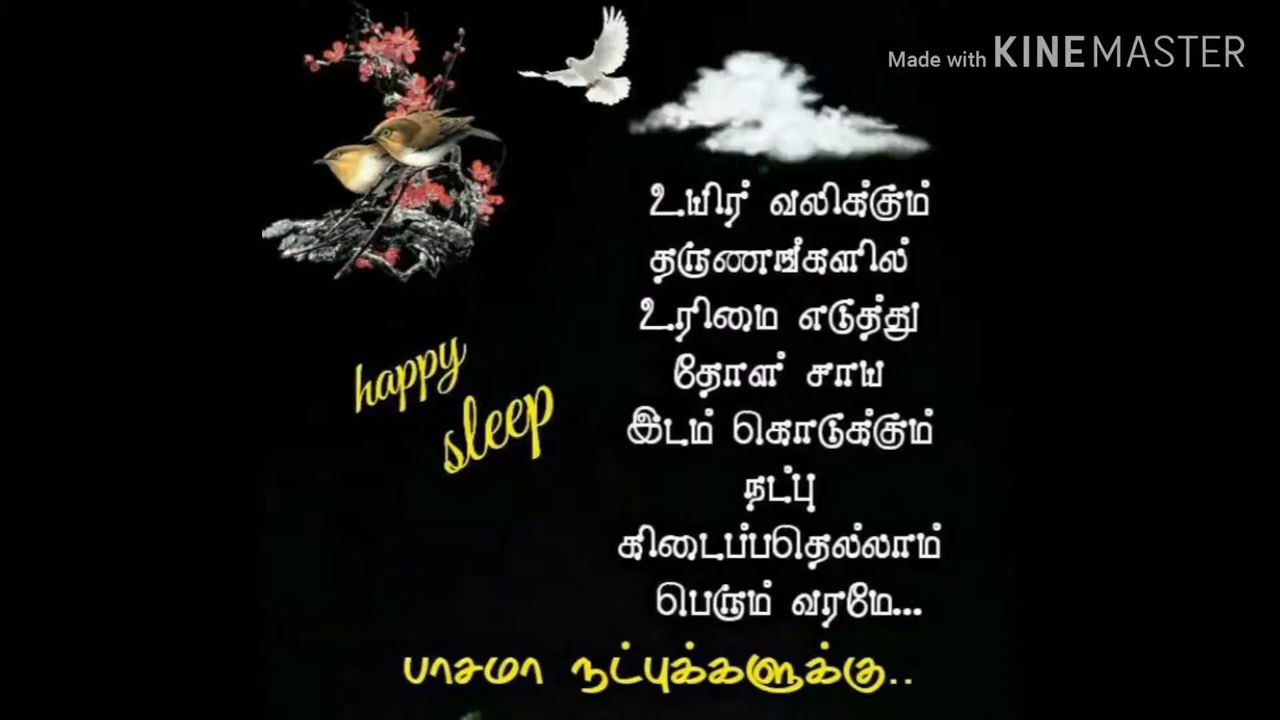 Made with KINEMASTER
உயிர் வலிக்கும்
தருணங்களில்
உரிமை எடுத்து
தோள் சாய
இடம் கொடுக்கும்
நட்பு
கிடைப்பதெல்லாம்
பெரும் வரமே...
happy
sleep
பாசமா நட்புக்களுக்கு..